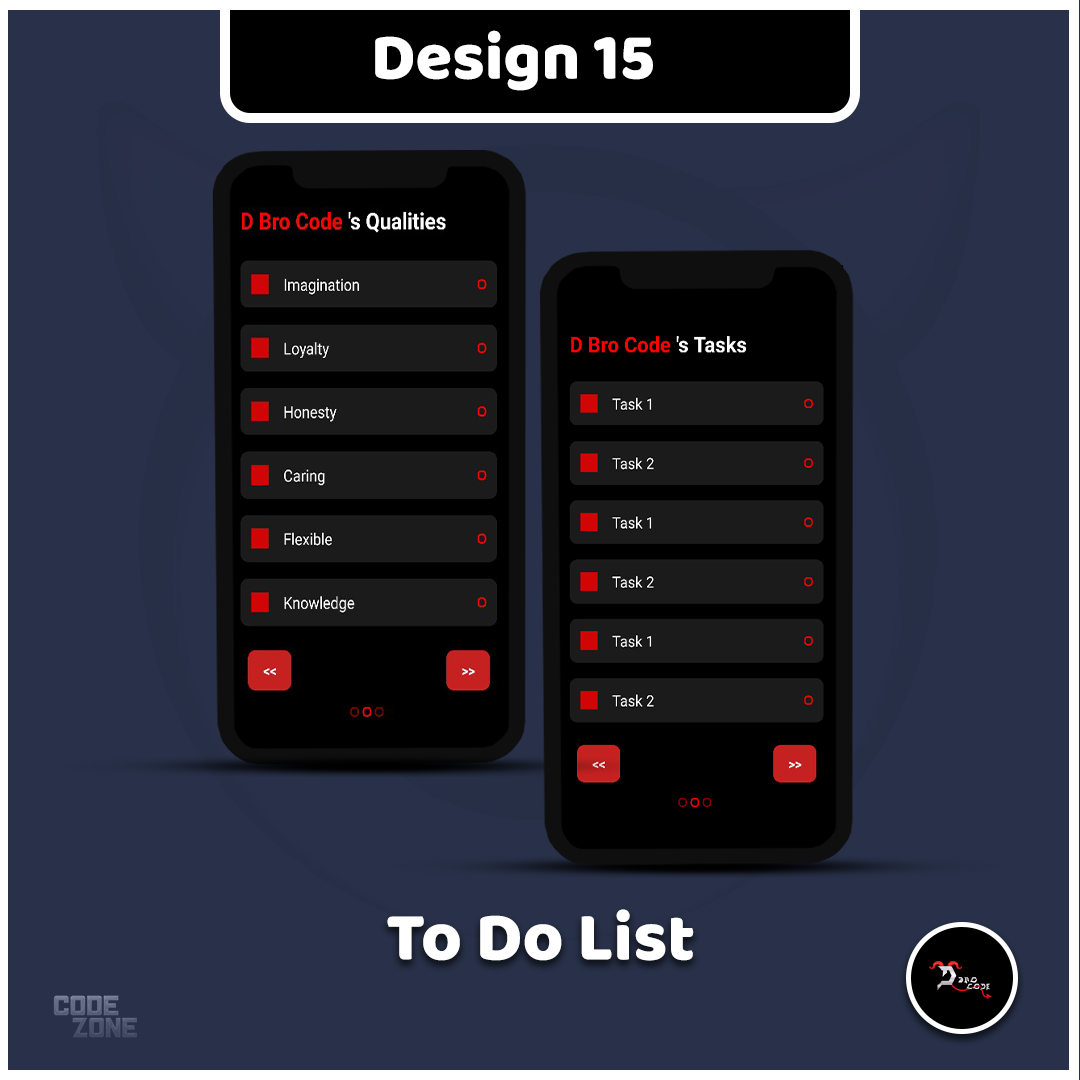 Design 15
D Bro Code 's Qualities
Imagination
Loyalty
Honesty
Caring
Flexible
Knowledge
<< >>
D Bro Code 's Tasks
Task 1
Task 2
Task 1
Task 2
Task 1
Task 2
<< >>
To Do List
CODE
ZONE
D BRO
CODE